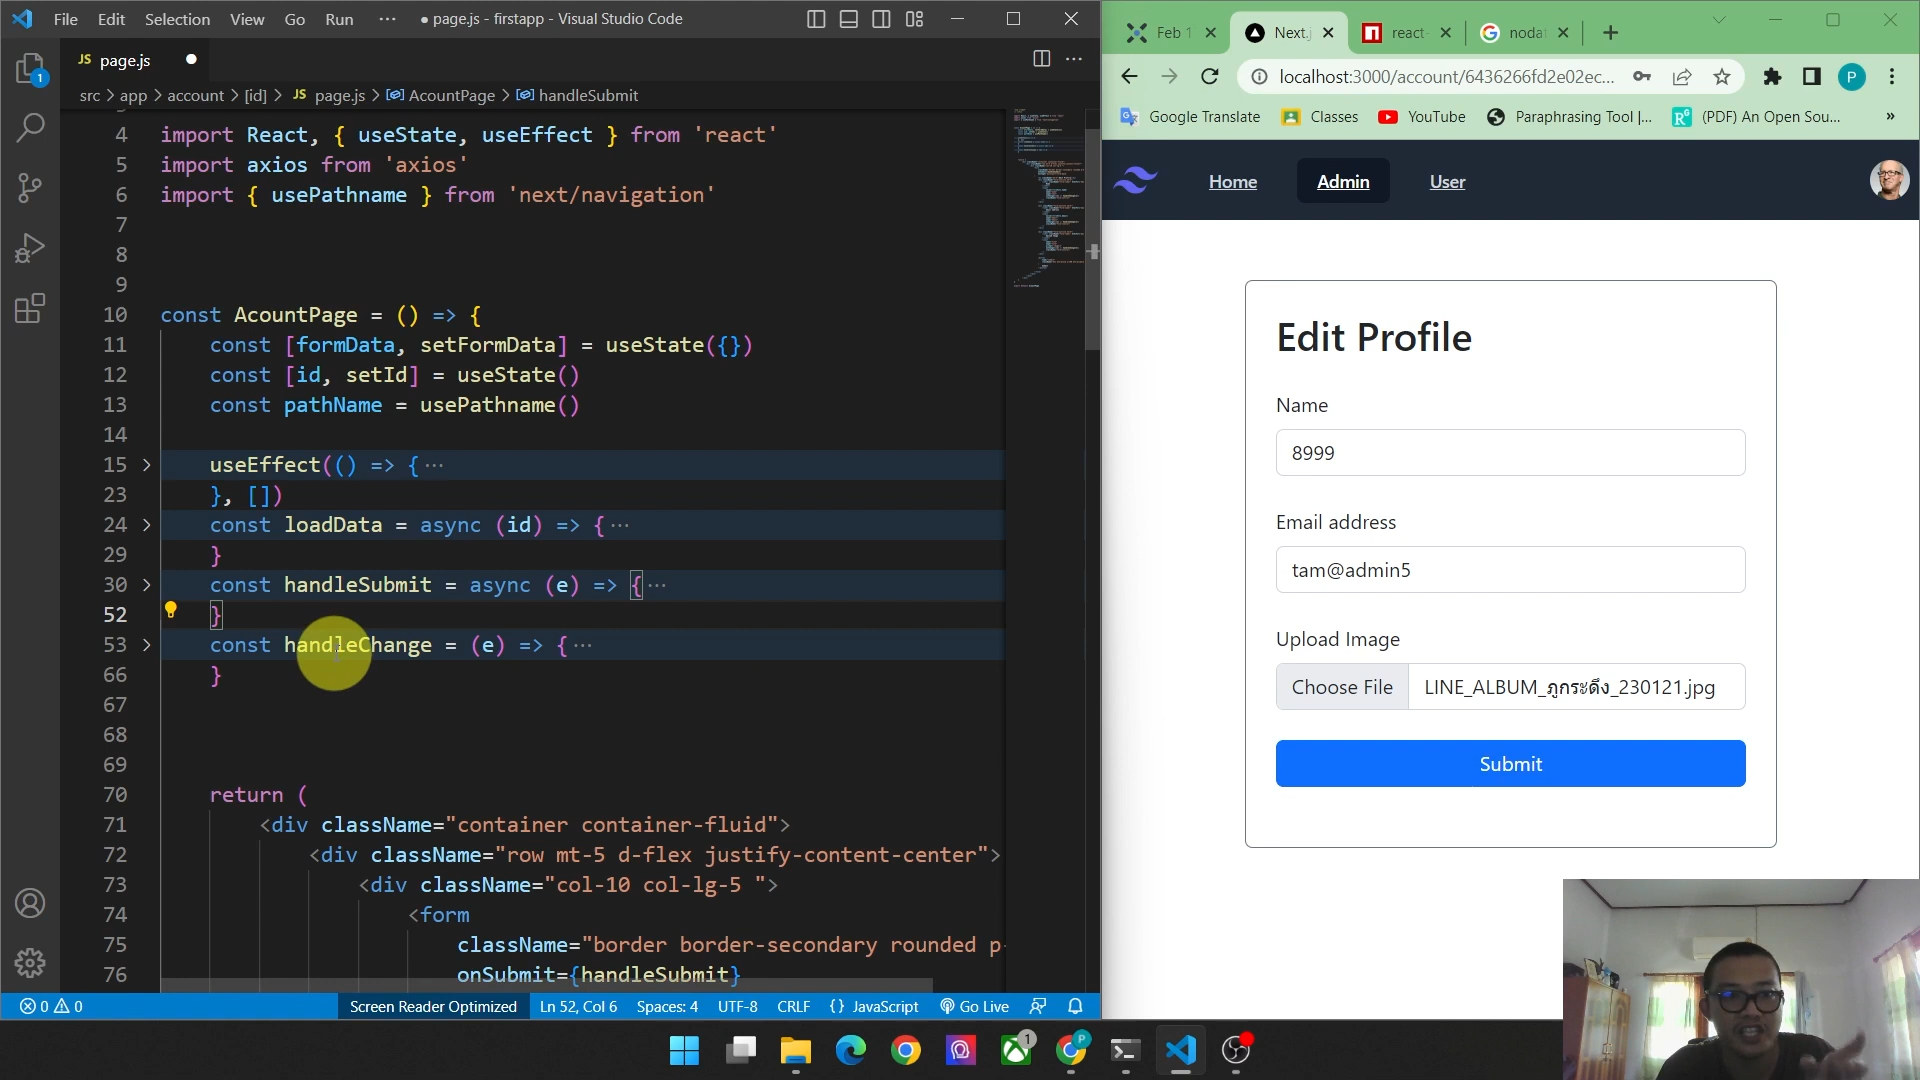 File Edit Selection View Go Run ··· ● page.js - firstapp - Visual Studio Code
JS page.js
src > app > account > [id] > JS page.js > AcountPage > handleSubmit
4 import React, { useState, useEffect } from 'react'
5 import axios from 'axios'
6 import { usePathname } from 'next/navigation'
7
8
9
10 const AcountPage = () => {
11 const [formData, setFormData] = useState({})
12 const [id, setId] = useState()
13 const pathName = usePathname()
14
15 useEffect(() => {···
23 }, [])
24 const loadData = async (id) => {···
29 }
30 const handleSubmit = async (e) => {···
52 }
53 const handleChange = (e) => {···
66 }
67
68
69
70 return (
71 <div className="container container-fluid">
72 <div className="row mt-5 d-flex justify-content-center">
73 <div className="col-10 col-lg-5 ">
74 <form
75 className="border border-secondary rounded p-
76 onSubmit={handleSubmit}
1
0 0 Screen Reader Optimized Ln 52, Col 6 Spaces: 4 UTF-8 CRLF {} JavaScript Go Live
Feb 1 Next.j react- nodat
localhost:3000/account/6436266fd2e02ec... P
Google Translate Classes YouTube Paraphrasing Tool |... (PDF) An Open Sou... »
Home Admin User
Edit Profile
Name
8999
Email address
tam@admin5
Upload Image
Choose File LINE_ALBUM_ภูกระดึง_230121.jpg
Submit
1 P